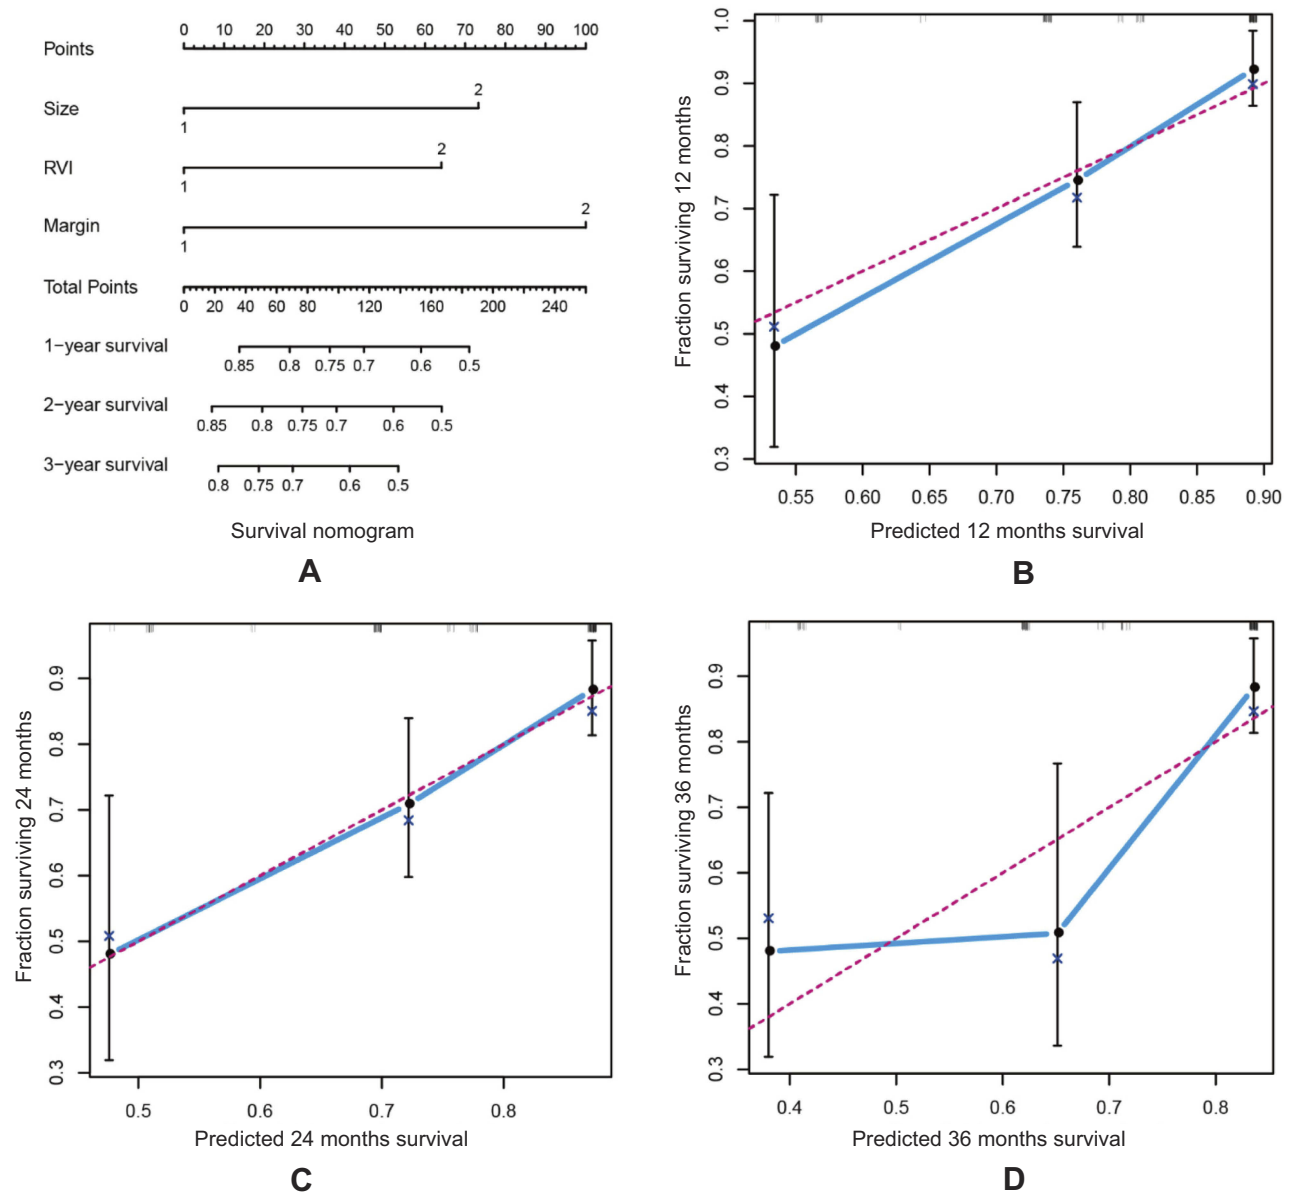 0 10 20 30 40 50 60 70 80 90 100
Points
2
Size
1
2
RVI
1
2
Margin
1
Total Points
0 20 40 60 80 120 160 200 240
1−year survival
0.85 0.8 0.75 0.7 0.6 0.5
2−year survival
0.85 0.8 0.75 0.7 0.6 0.5
3−year survival
0.8 0.75 0.7 0.6 0.5
Survival nomogram
A
Fraction surviving 12 months
1.0
0.9
0.8
0.7
0.6
0.5
0.4
0.3
0.55 0.60 0.65 0.70 0.75 0.80 0.85 0.90
Predicted 12 months survival
B
Fraction surviving 24 months
0.9
0.8
0.7
0.6
0.5
0.4
0.3
0.5 0.6 0.7 0.8
Predicted 24 months survival
C
Fraction surviving 36 months
0.9
0.8
0.7
0.6
0.5
0.4
0.3
0.4 0.5 0.6 0.7 0.8
Predicted 36 months survival
D